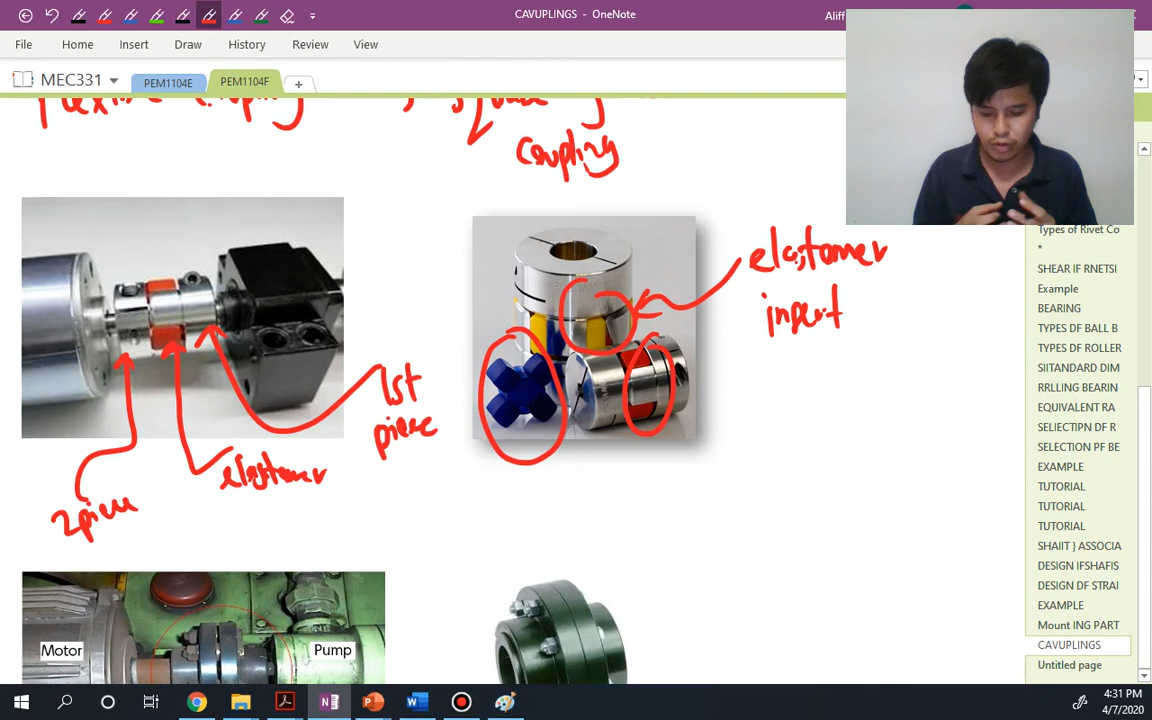 CAVUPLINGS - OneNote
Aliff
File Home Insert Draw History Review View
MEC331
PEM1104E
PEM1104F
coupling
elastomer
insert
1st
piece
elastomer
2 piece
Motor
Pump
Types of Rivet Co
*
SHEAR IF RNETSI
Example
BEARING
TYPES DF BALL B
TYPES DF ROLLER
SIITANDARD DIM
RRLLING BEARIN
EQUIVALENT RA
SELIECTIPN DF R
SELECTION PF BE
EXAMPLE
TUTORIAL
TUTORIAL
TUTORIAL
SHAIIT } ASSOCIA
DESIGN IFSHAFIS
DESIGN DF STRAI
EXAMPLE
Mount ING PART
CAVUPLINGS
Untitled page
4:31 PM
4/7/2020